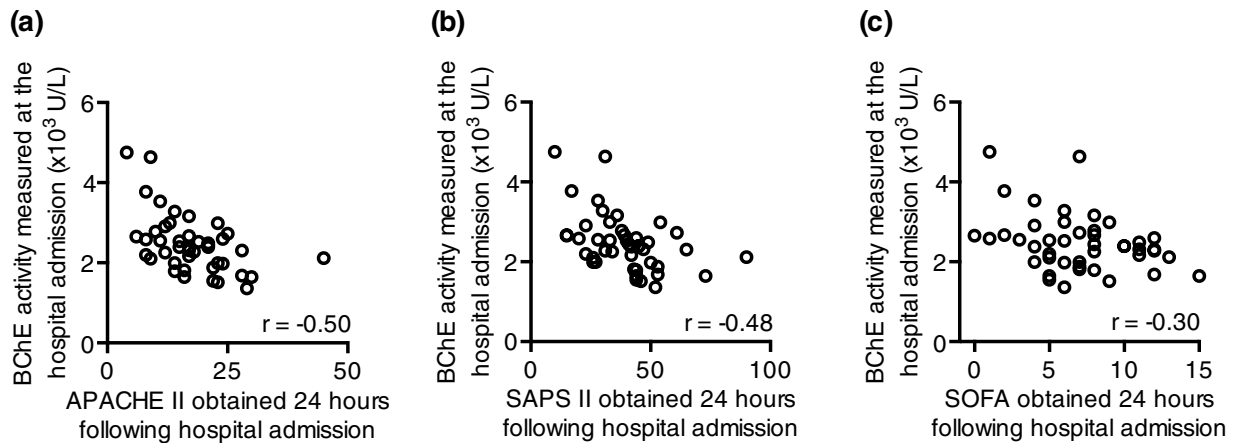 (a)
BChE activity measured at the
hospital admission (x10³ U/L)
6
4
2
0
0
25
50
r = -0.50
APACHE II obtained 24 hours
following hospital admission
(b)
BChE activity measured at the
hospital admission (x10³ U/L)
6
4
2
0
0
50
100
r = -0.48
SAPS II obtained 24 hours
following hospital admission
(c)
BChE activity measured at the
hospital admission (x10³ U/L)
6
4
2
0
0
5
10
15
r = -0.30
SOFA obtained 24 hours
following hospital admission